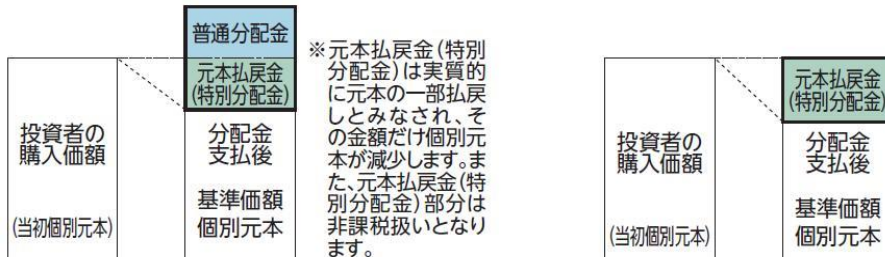 普通分配金
元本払戻金
(特別分配金)
投資者の
購入価額
(当初個別元本)
分配金
支払後
基準価額
個別元本
※元本払戻金(特別
分配金)は実質的
に元本の一部払戻
しとみなされ、そ
の金額だけ個別元
本が減少します。ま
た、元本払戻金(特
別分配金)部分は
非課税扱いとなり
ます。
投資者の
購入価額
(当初個別元本)
元本払戻金
(特別分配金)
分配金
支払後
基準価額
個別元本